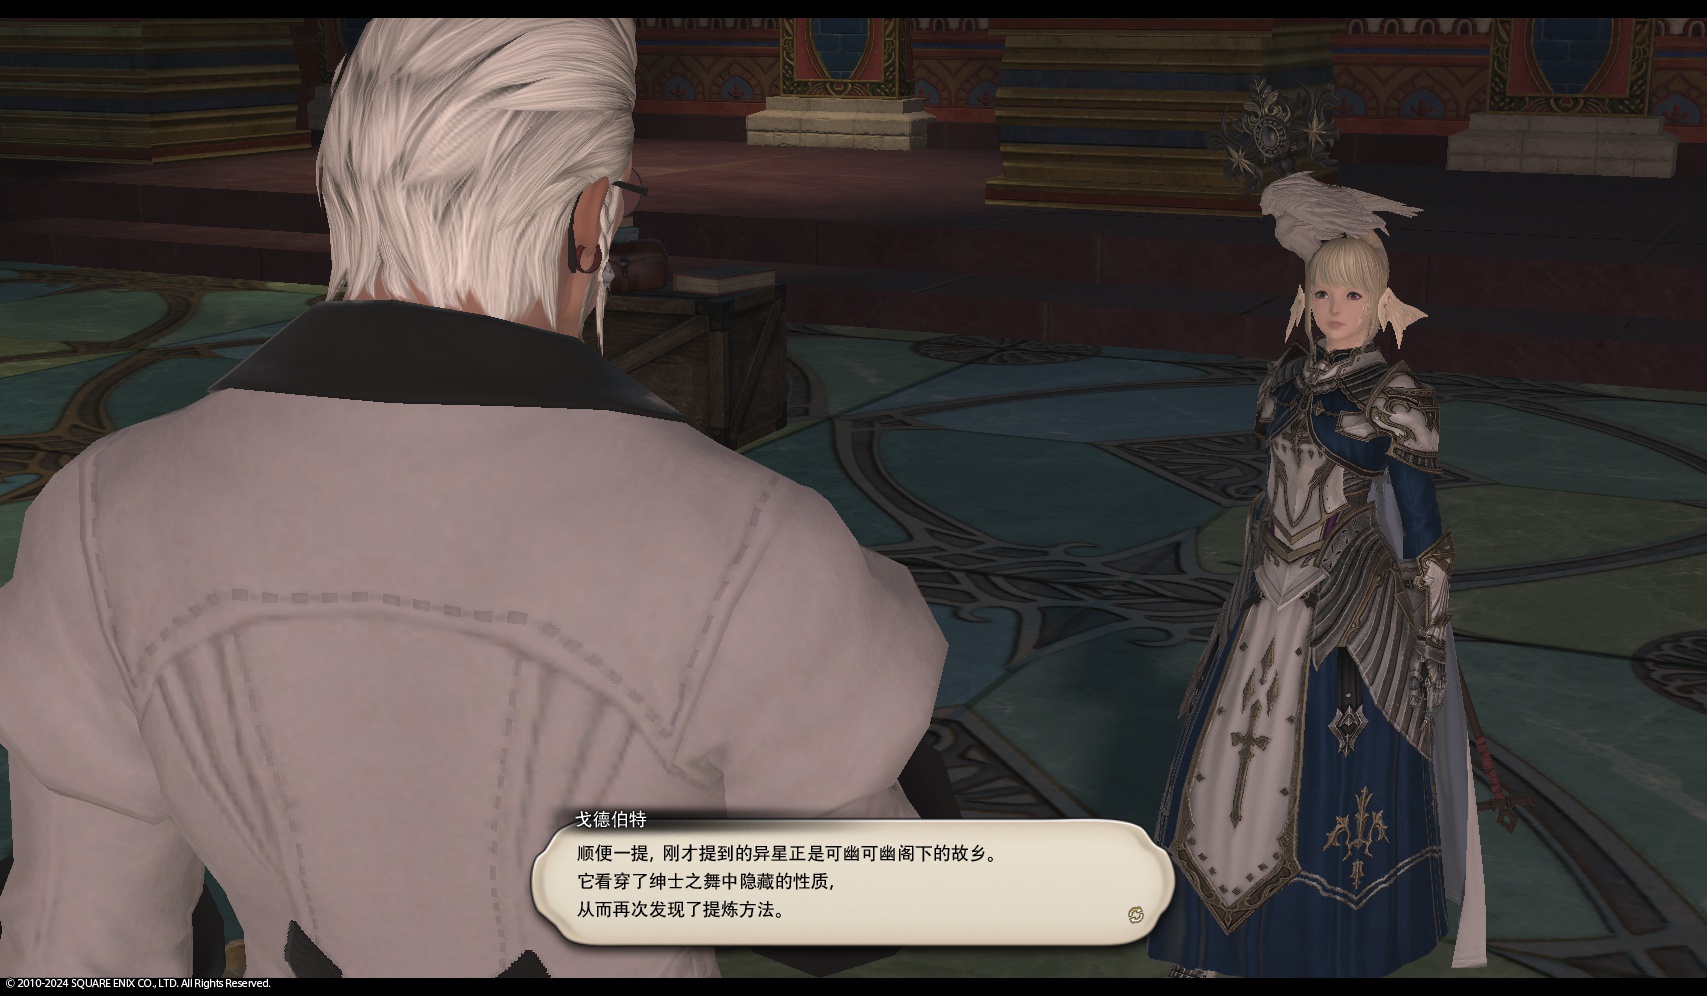 戈德伯特
顺便一提，刚才提到的异星正是可幽可幽阁下的故乡。
它看穿了绅士之舞中隐藏的性质，
从而再次发现了提炼方法。
© 2010-2024 SQUARE ENIX CO., LTD. All Rights Reserved.